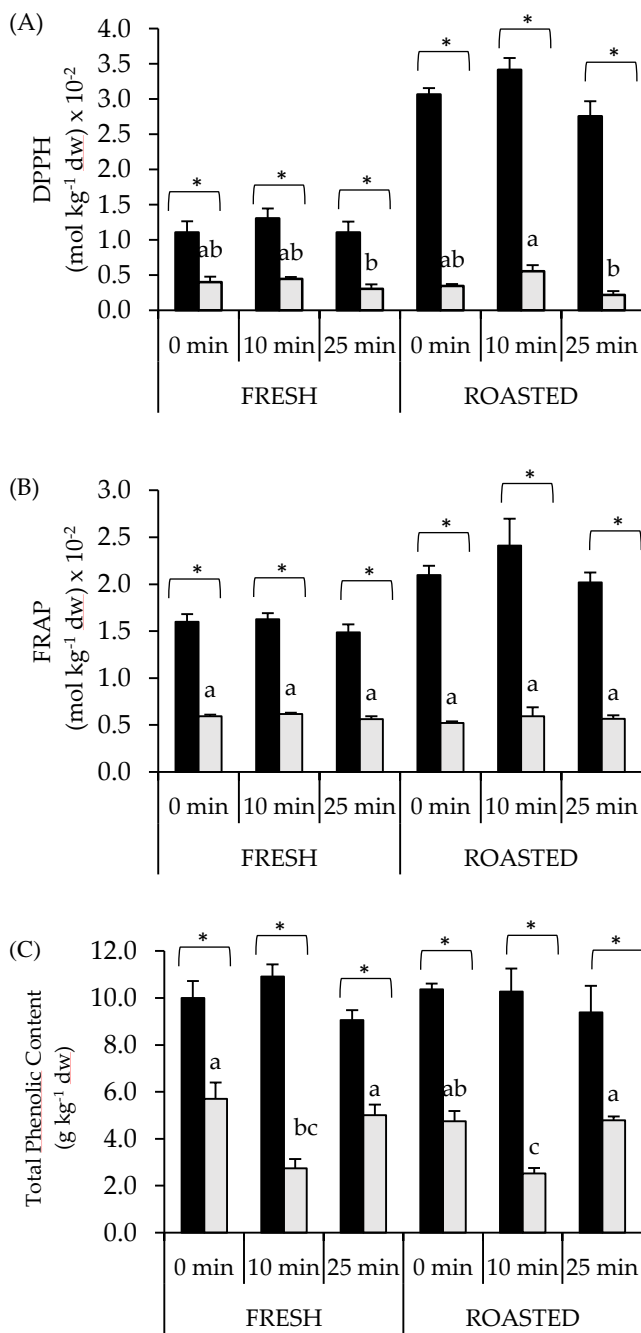 (A)
DPPH
(mol kg⁻¹ dw) x 10⁻²
4.0
3.5
3.0
2.5
2.0
1.5
1.0
0.5
0.0
* * * * * *
ab ab b ab a b
0 min 10 min 25 min 0 min 10 min 25 min
FRESH ROASTED
(B)
FRAP
(mol kg⁻¹ dw) x 10⁻²
3.0
2.5
2.0
1.5
1.0
0.5
0.0
* * * * * *
a a a a a a
0 min 10 min 25 min 0 min 10 min 25 min
FRESH ROASTED
(C)
Total Phenolic Content
(g kg⁻¹ dw)
12.0
10.0
8.0
6.0
4.0
2.0
0.0
* * * * * *
a bc a ab c a
0 min 10 min 25 min 0 min 10 min 25 min
FRESH ROASTED